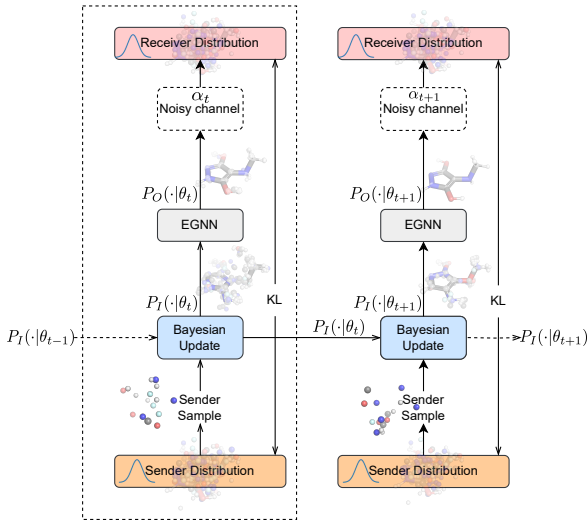 Receiver Distribution
Receiver Distribution
α_t
Noisy channel
α_{t+1}
Noisy channel
P_O(·|θ_t)
P_O(·|θ_{t+1})
EGNN
EGNN
P_I(·|θ_t)
P_I(·|θ_{t+1})
KL
KL
P_I(·|θ_{t−1})
Bayesian
Update
P_I(·|θ_t)
Bayesian
Update
P_I(·|θ_{t+1})
Sender
Sample
Sender
Sample
Sender Distribution
Sender Distribution